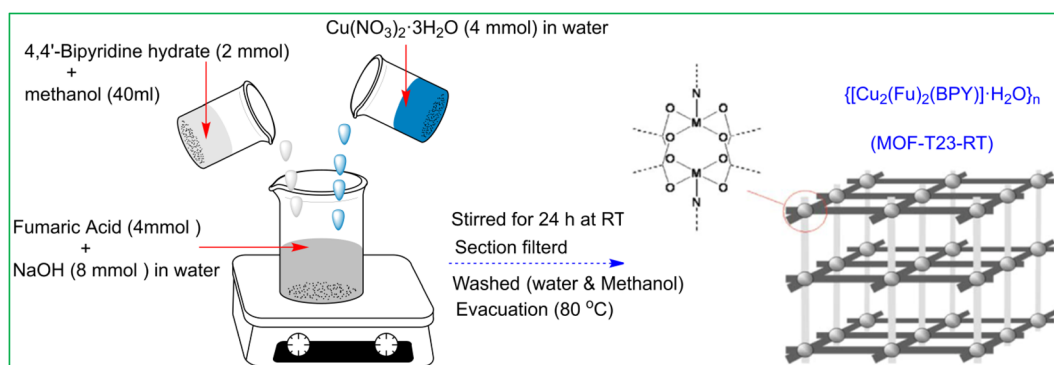 4,4'-Bipyridine hydrate (2 mmol)
+
methanol (40ml)
Cu(NO₃)₂·3H₂O (4 mmol) in water
Fumaric Acid (4mmol )
+
NaOH (8 mmol ) in water
Stirred for 24 h at RT
Section filterd
Washed (water & Methanol)
Evacuation (80 ⁰C)
N
O O
M
O O
O O
M
O O
N
{[Cu₂(Fu)₂(BPY)]·H₂O}ₙ
(MOF-T23-RT)